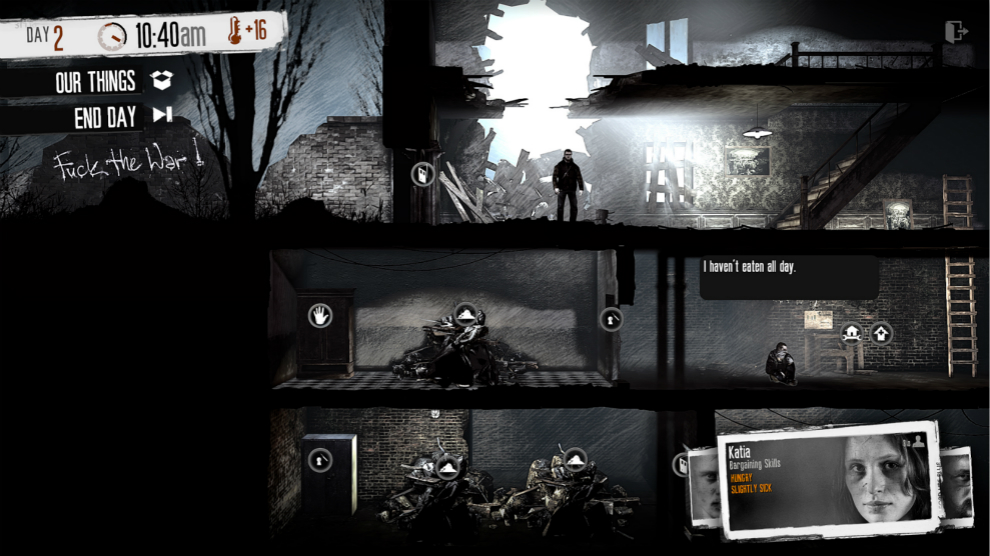 DAY 2
10:40am
+16
OUR THINGS
END DAY
Fuck the War!
I haven't eaten all day.
Katia
Bargaining Skills
HUNGRY
SLIGHTLY SICK